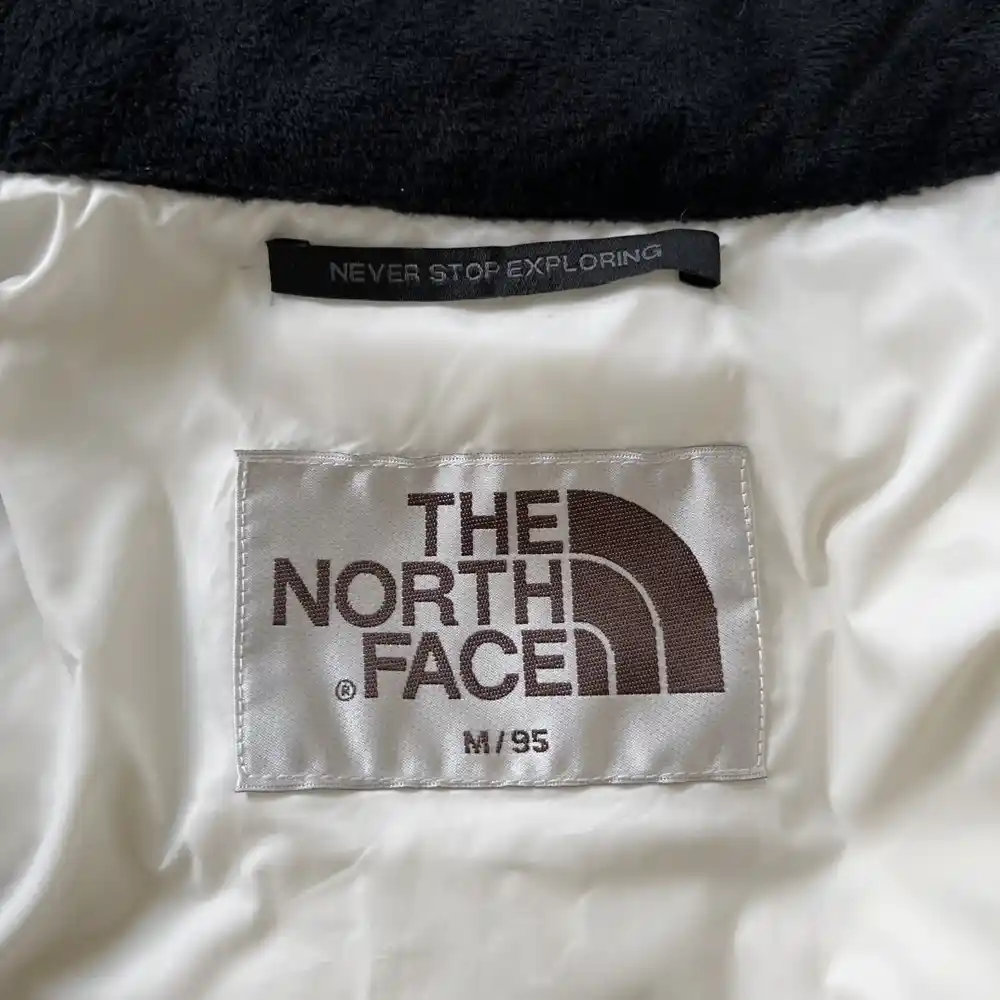 NEVER STOP EXPLORING
THE
NORTH
® FACE
M/95